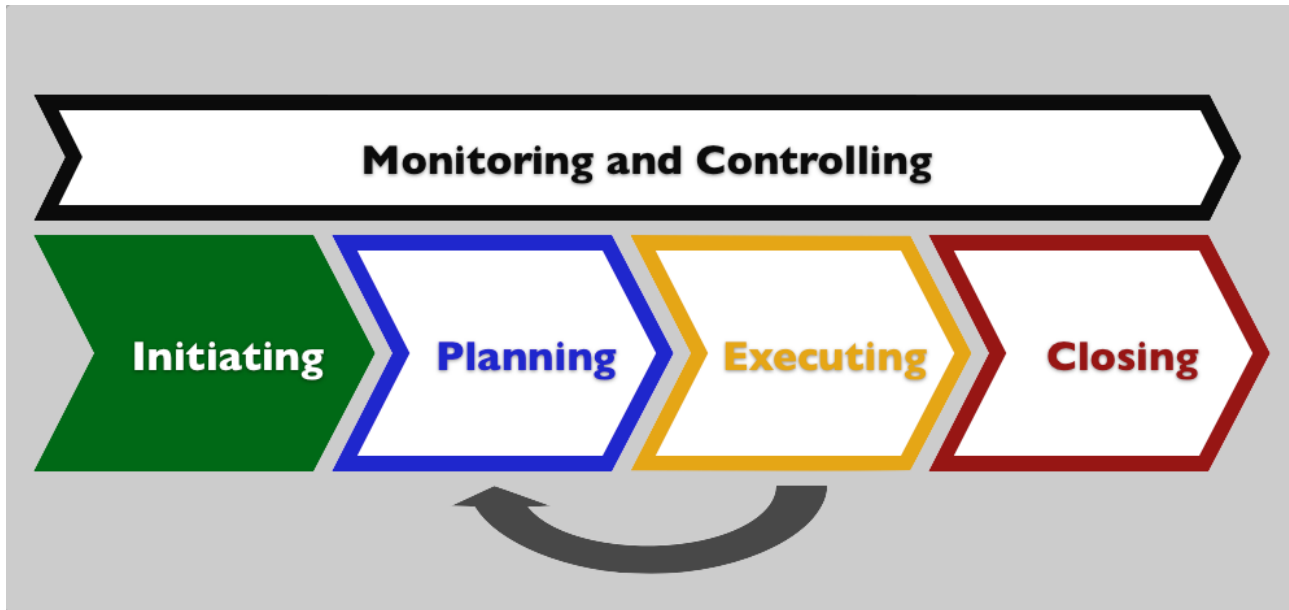 Monitoring and Controlling
Initiating
Planning
Executing
Closing